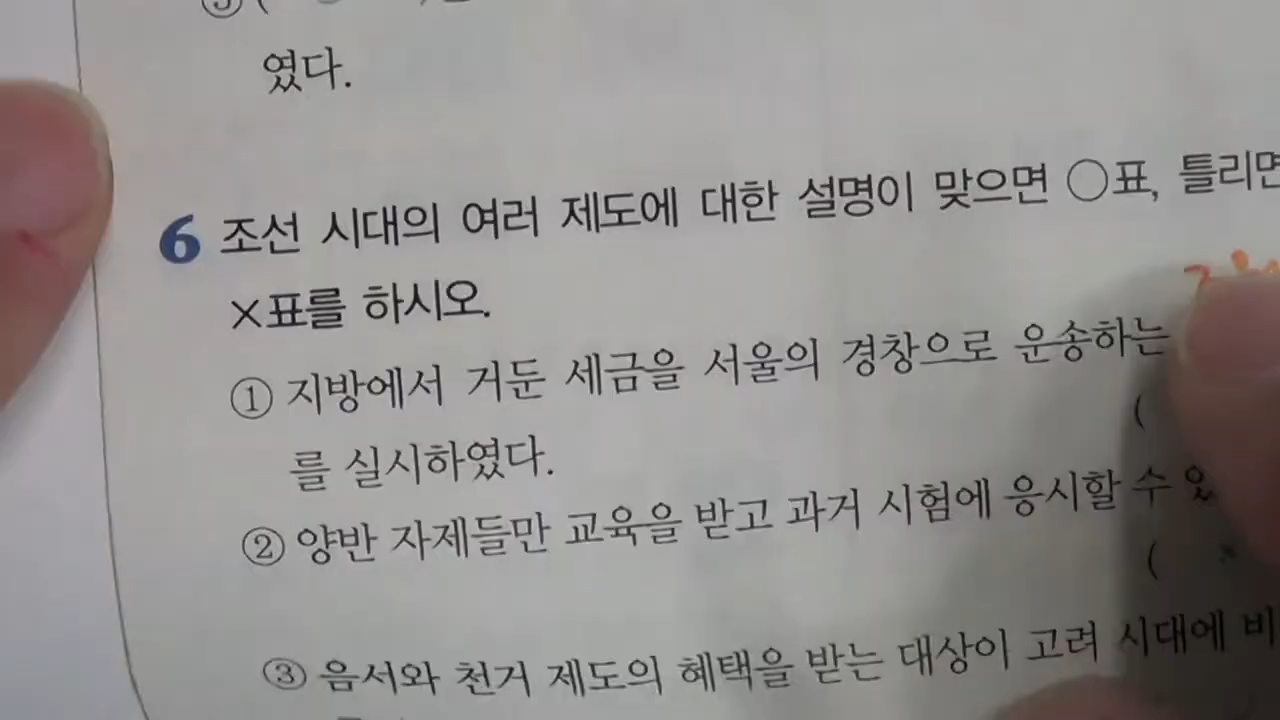 였다.
6 조선 시대의 여러 제도에 대한 설명이 맞으면 ○표, 틀리면
×표를 하시오.
① 지방에서 거둔 세금을 서울의 경창으로 운송하는
(
를 실시하였다.
② 양반 자제들만 교육을 받고 과거 시험에 응시할 수 있
( ×
③ 음서와 천거 제도의 혜택을 받는 대상이 고려 시대에 비